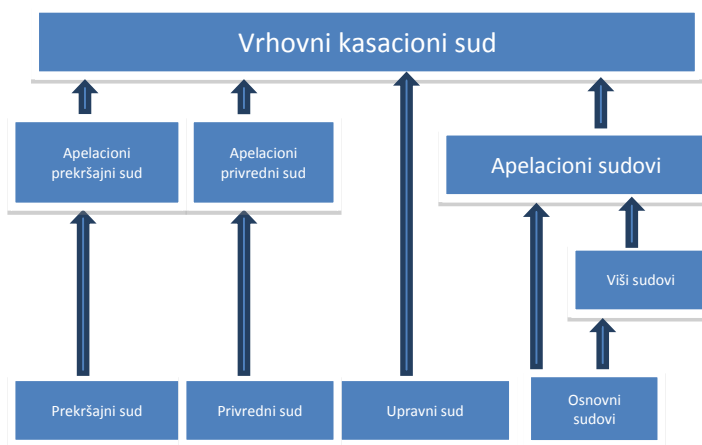 Vrhovni kasacioni sud
Apelacioni
prekršajni sud
Apelacioni
privredni sud
Apelacioni sudovi
Viši sudovi
Prekršajni sud
Privredni sud
Upravni sud
Osnovni
sudovi